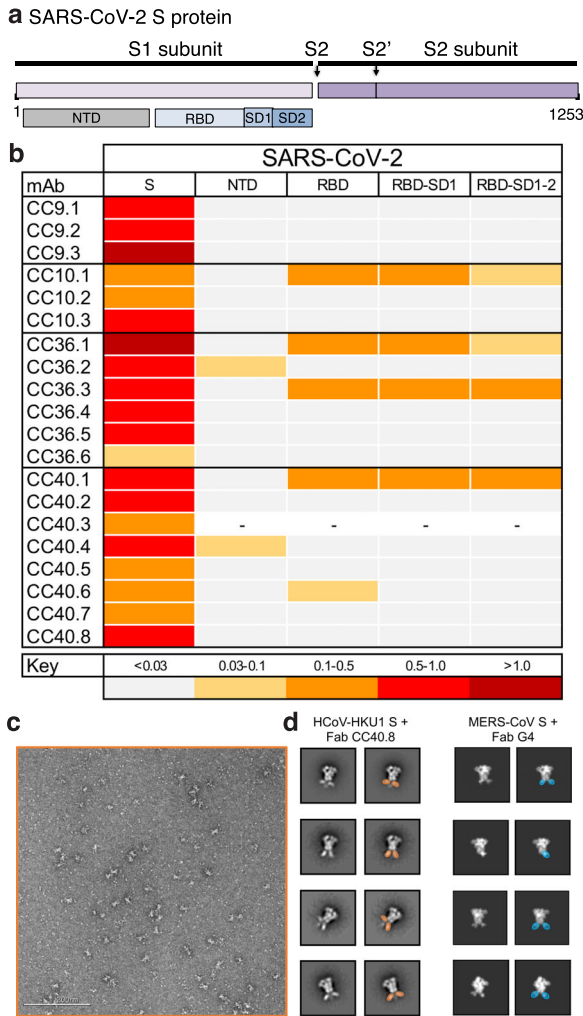 a SARS-CoV-2 S protein
S1 subunit S2 S2’ S2 subunit
1 1253
NTD RBD SD1 SD2
b
SARS-CoV-2
mAb S NTD RBD RBD-SD1 RBD-SD1-2
CC9.1
CC9.2
CC9.3
CC10.1
CC10.2
CC10.3
CC36.1
CC36.2
CC36.3
CC36.4
CC36.5
CC36.6
CC40.1
CC40.2
CC40.3 - - - -
CC40.4
CC40.5
CC40.6
CC40.7
CC40.8
Key <0.03 0.03-0.1 0.1-0.5 0.5-1.0 >1.0
c
d
HCoV-HKU1 S +
Fab CC40.8
MERS-CoV S +
Fab G4